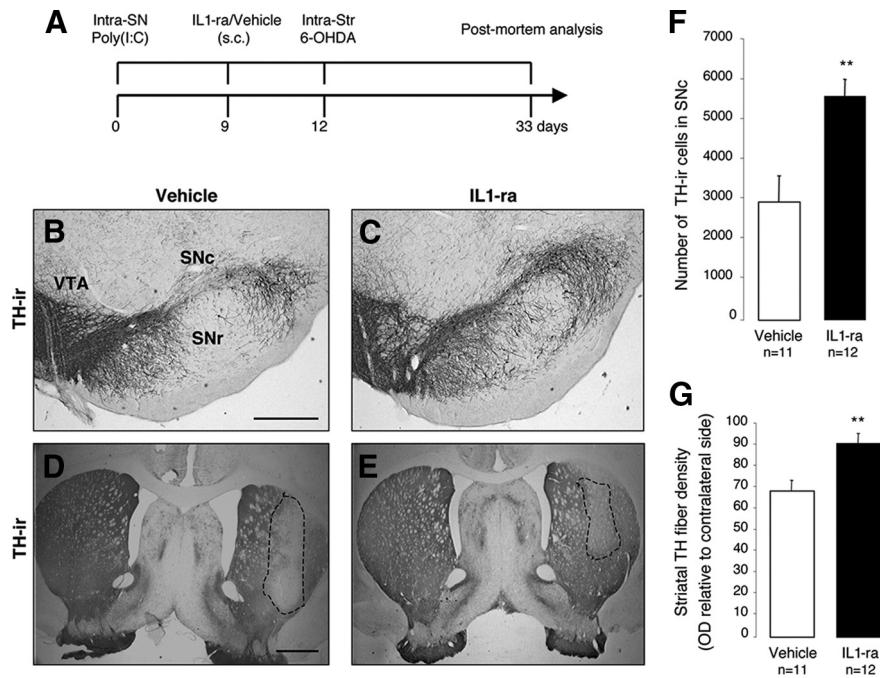 A
Intra-SN
Poly(I:C)
IL1-ra/Vehicle
(s.c.)
Intra-Str
6-OHDA
Post-mortem analysis
0
9
12
33 days
Vehicle
IL1-ra
TH-ir
B
VTA
SNc
SNr
C
TH-ir
D
E
F
Number of TH-ir cells in SNc
7000
6000
5000
4000
3000
2000
1000
0
**
Vehicle
n=11
IL1-ra
n=12
G
Striatal TH fiber density
(OD relative to contralateral side)
100
90
80
70
60
50
40
30
20
10
0
**
Vehicle
n=11
IL1-ra
n=12